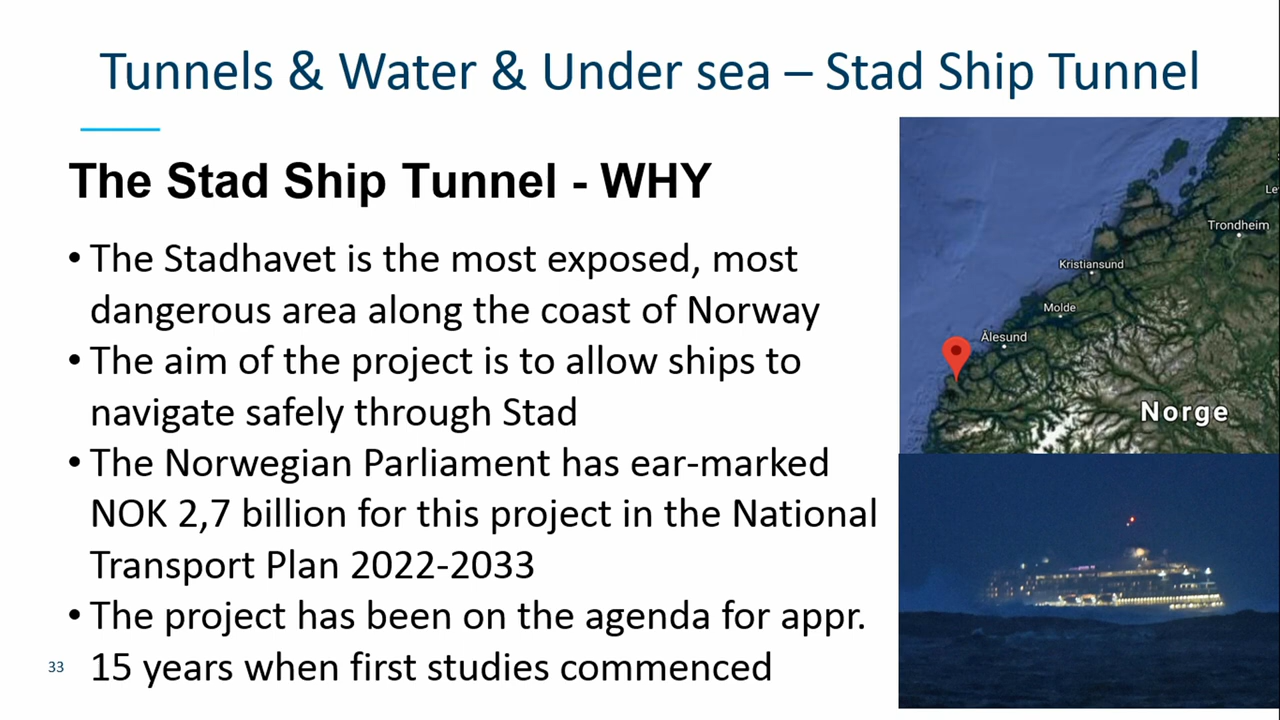 Tunnels & Water & Under sea – Stad Ship Tunnel
The Stad Ship Tunnel - WHY
• The Stadhavet is the most exposed, most
dangerous area along the coast of Norway
• The aim of the project is to allow ships to
navigate safely through Stad
• The Norwegian Parliament has ear-marked
NOK 2,7 billion for this project in the National
Transport Plan 2022-2033
• The project has been on the agenda for appr.
15 years when first studies commenced
33
Le
Trondheim
Kristiansund
Molde
Ålesund
Norge